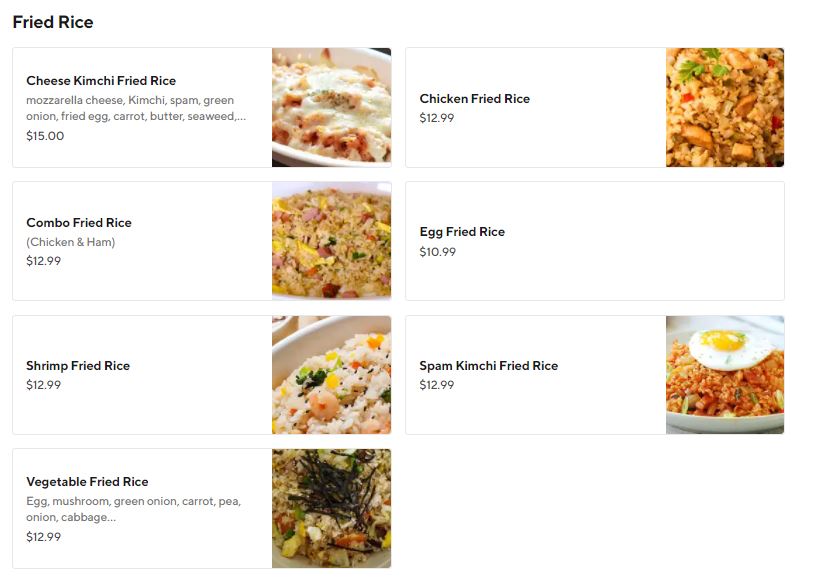 Fried Rice
Cheese Kimchi Fried Rice
mozzarella cheese, Kimchi, spam, green
onion, fried egg, carrot, butter, seaweed,...
$15.00
Chicken Fried Rice
$12.99
Combo Fried Rice
(Chicken & Ham)
$12.99
Egg Fried Rice
$10.99
Shrimp Fried Rice
$12.99
Spam Kimchi Fried Rice
$12.99
Vegetable Fried Rice
Egg, mushroom, green onion, carrot, pea,
onion, cabbage...
$12.99